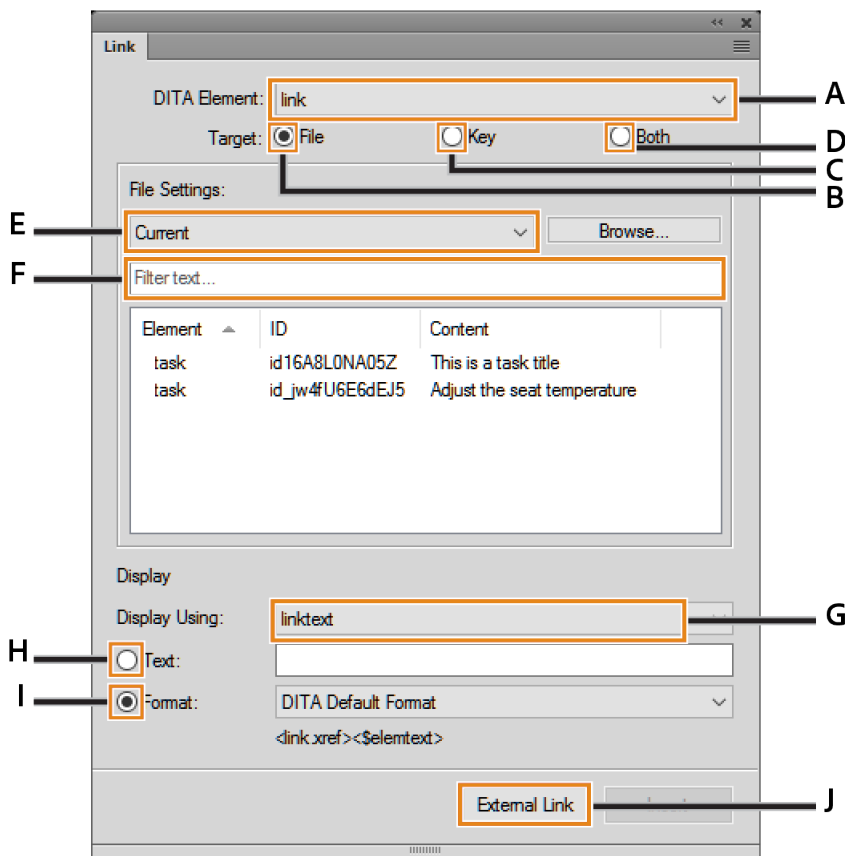 Link
DITA Element: link A
Target: File Key Both D
C
B
File Settings:
E Current Browse...
F Filter text...
Element ID Content
task id16A8L0NA05Z This is a task title
task id_jw4fU6E6dEJ5 Adjust the seat temperature
Display
Display Using: linktext G
H Text:
I Format: DITA Default Format
<link.xref><$elemtext>
External Link J